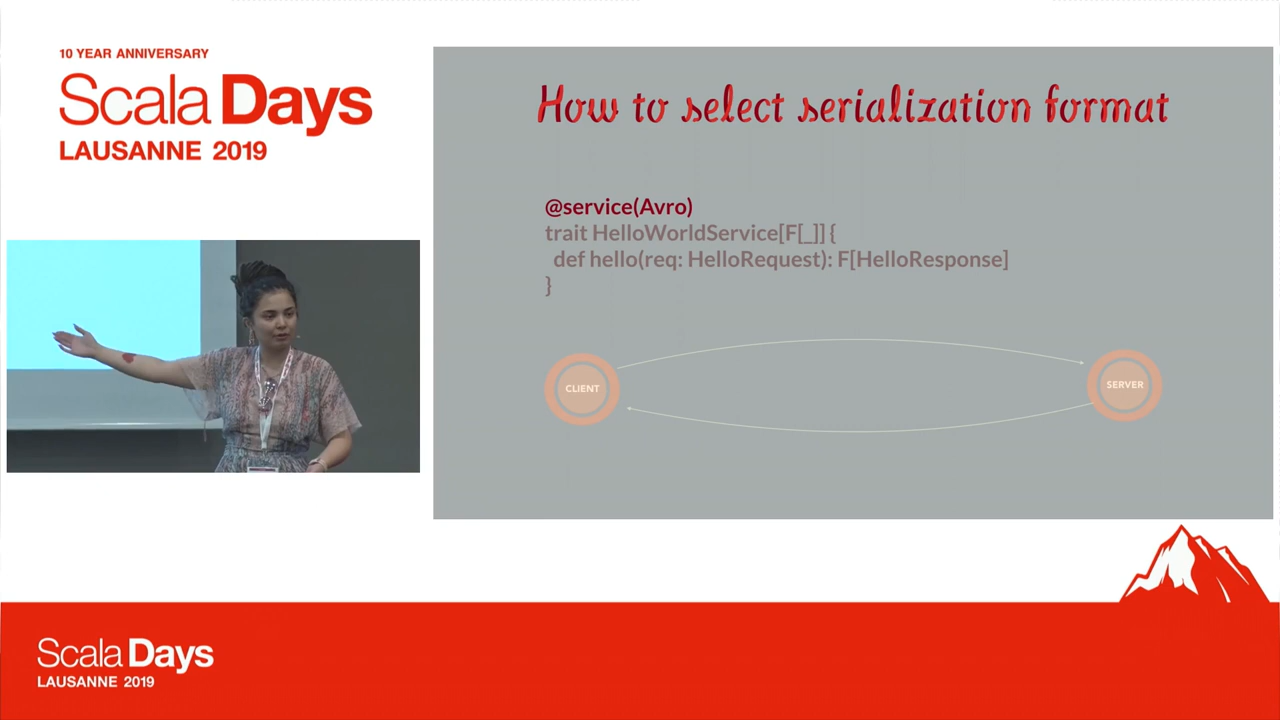 10 YEAR ANNIVERSARY
Scala Days
LAUSANNE 2019
How to select serialization format
@service(Avro)
trait HelloWorldService[F[_]] {
def hello(req: HelloRequest): F[HelloResponse]
}
CLIENT
SERVER
Scala Days
LAUSANNE 2019